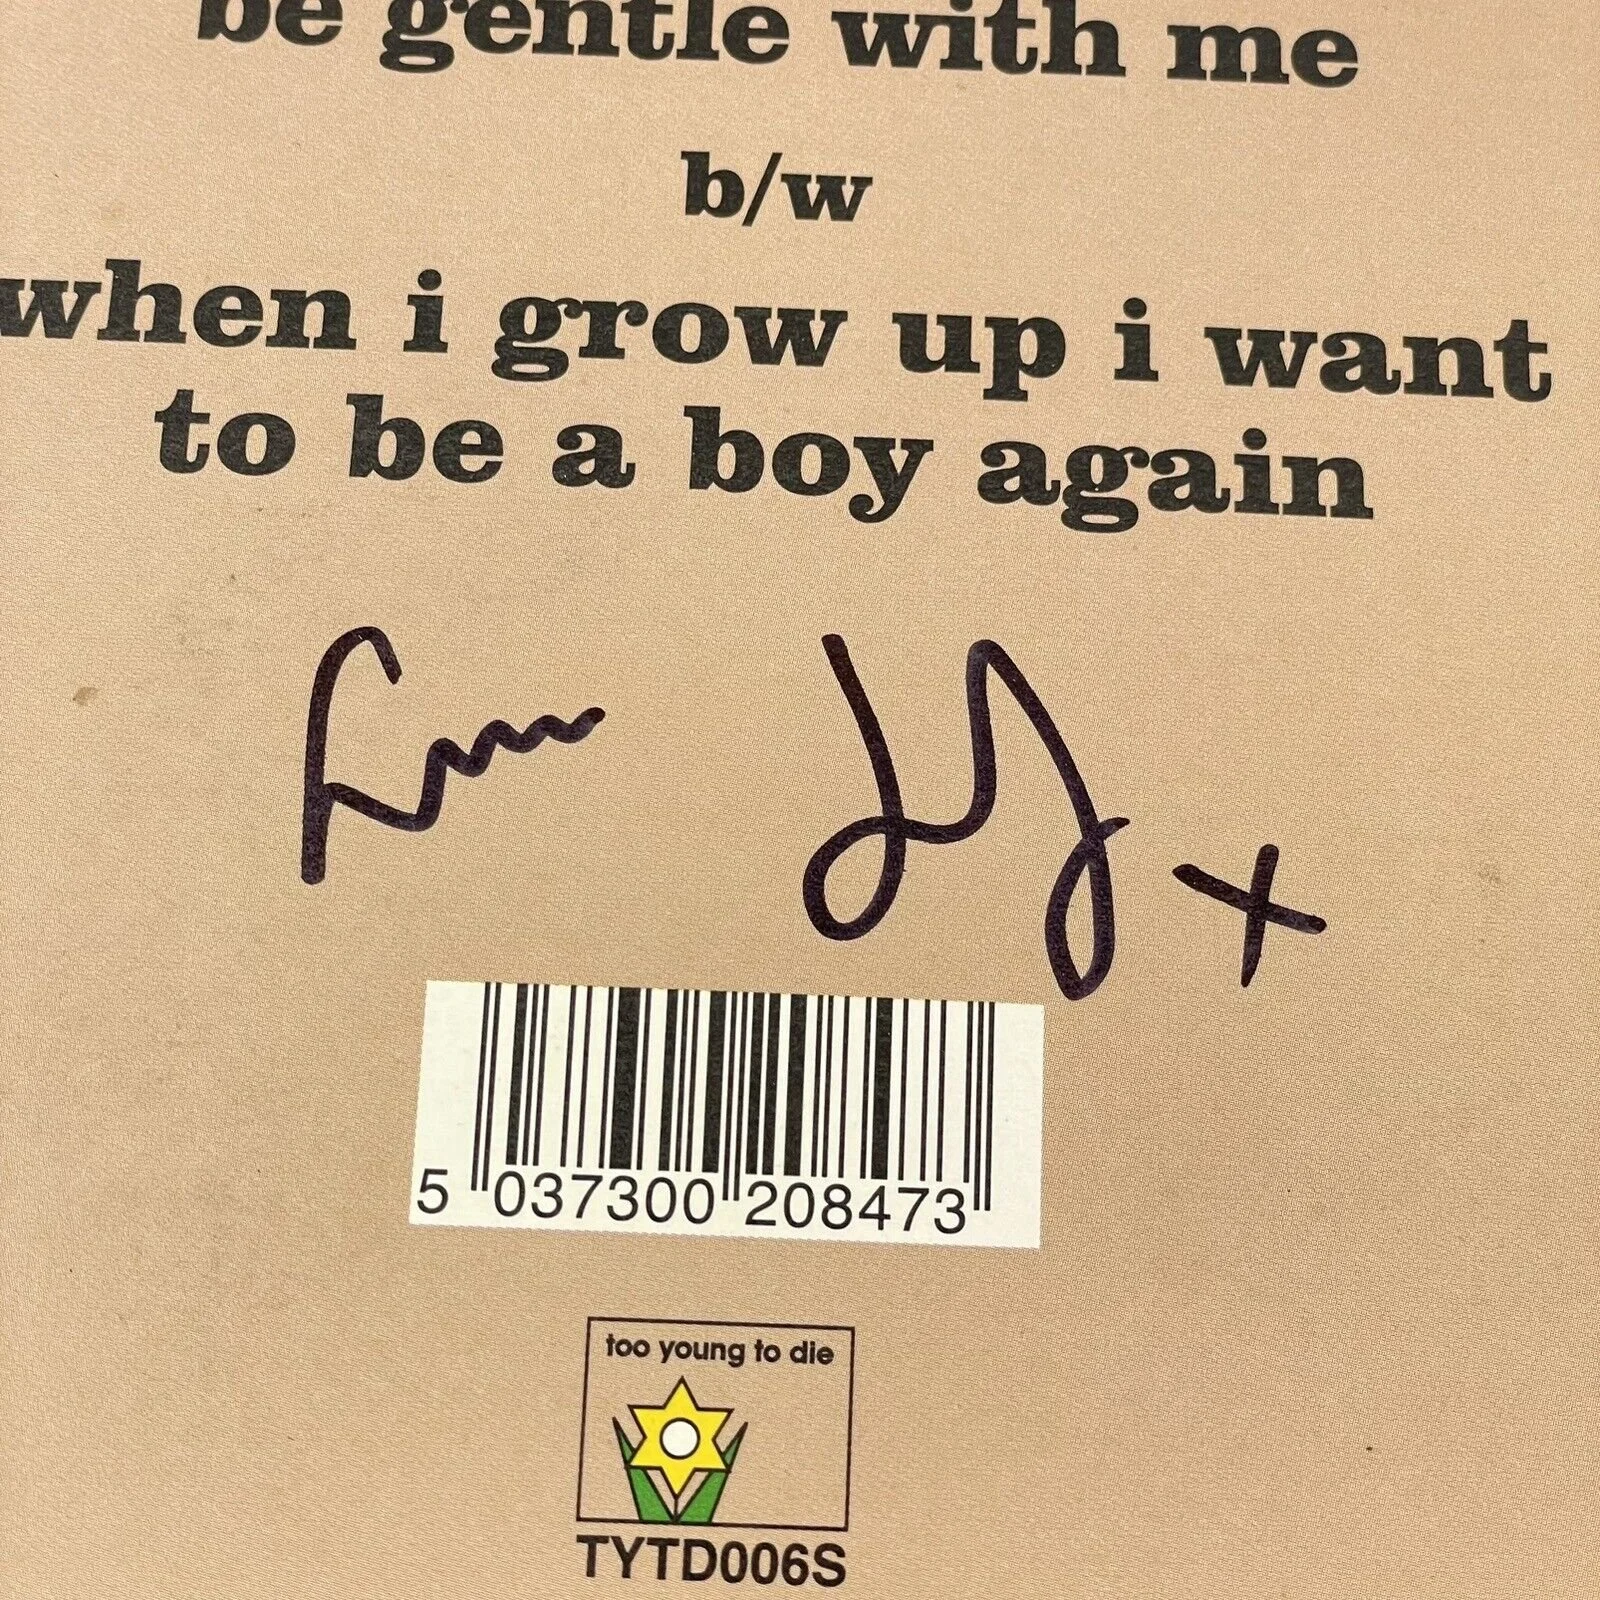 be gentle with me
b/w
when i grow up i want
to be a boy again
5 037300 208473
too young to die
TYTD006S